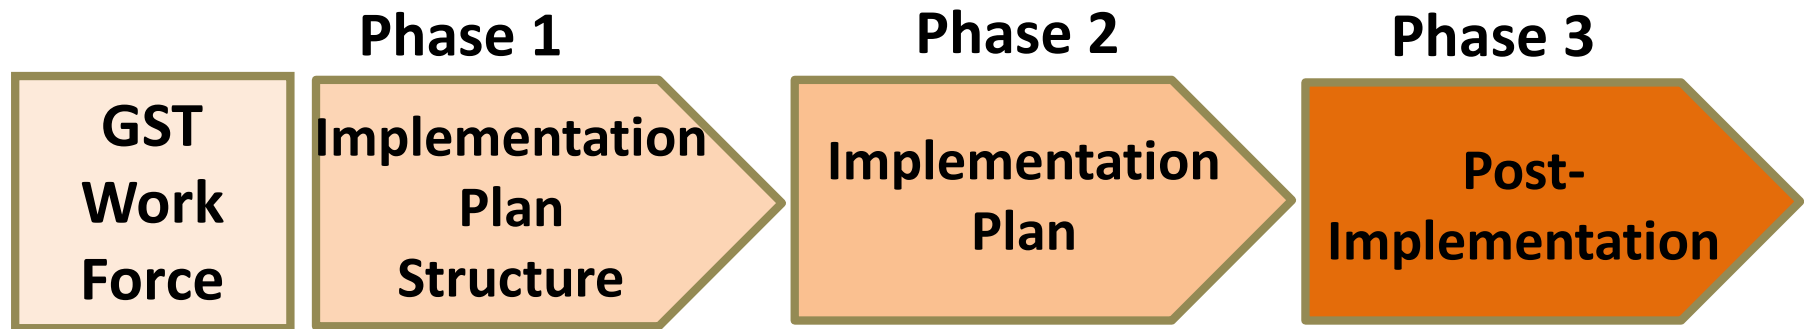 Phase 1
Phase 2
Phase 3
GST
Work
Force
Implementation
Plan
Structure
Implementation
Plan
Post-
Implementation